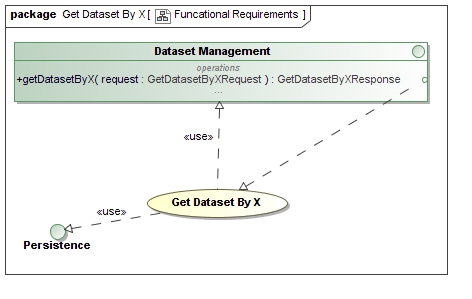 package Get Dataset By X [ Funcational Requirements ]
Dataset Management
operations
+getDatasetByX( request : GetDatasetByXRequest ) : GetDatasetByXResponse
...
«use»
Get Dataset By X
«use»
Persistence